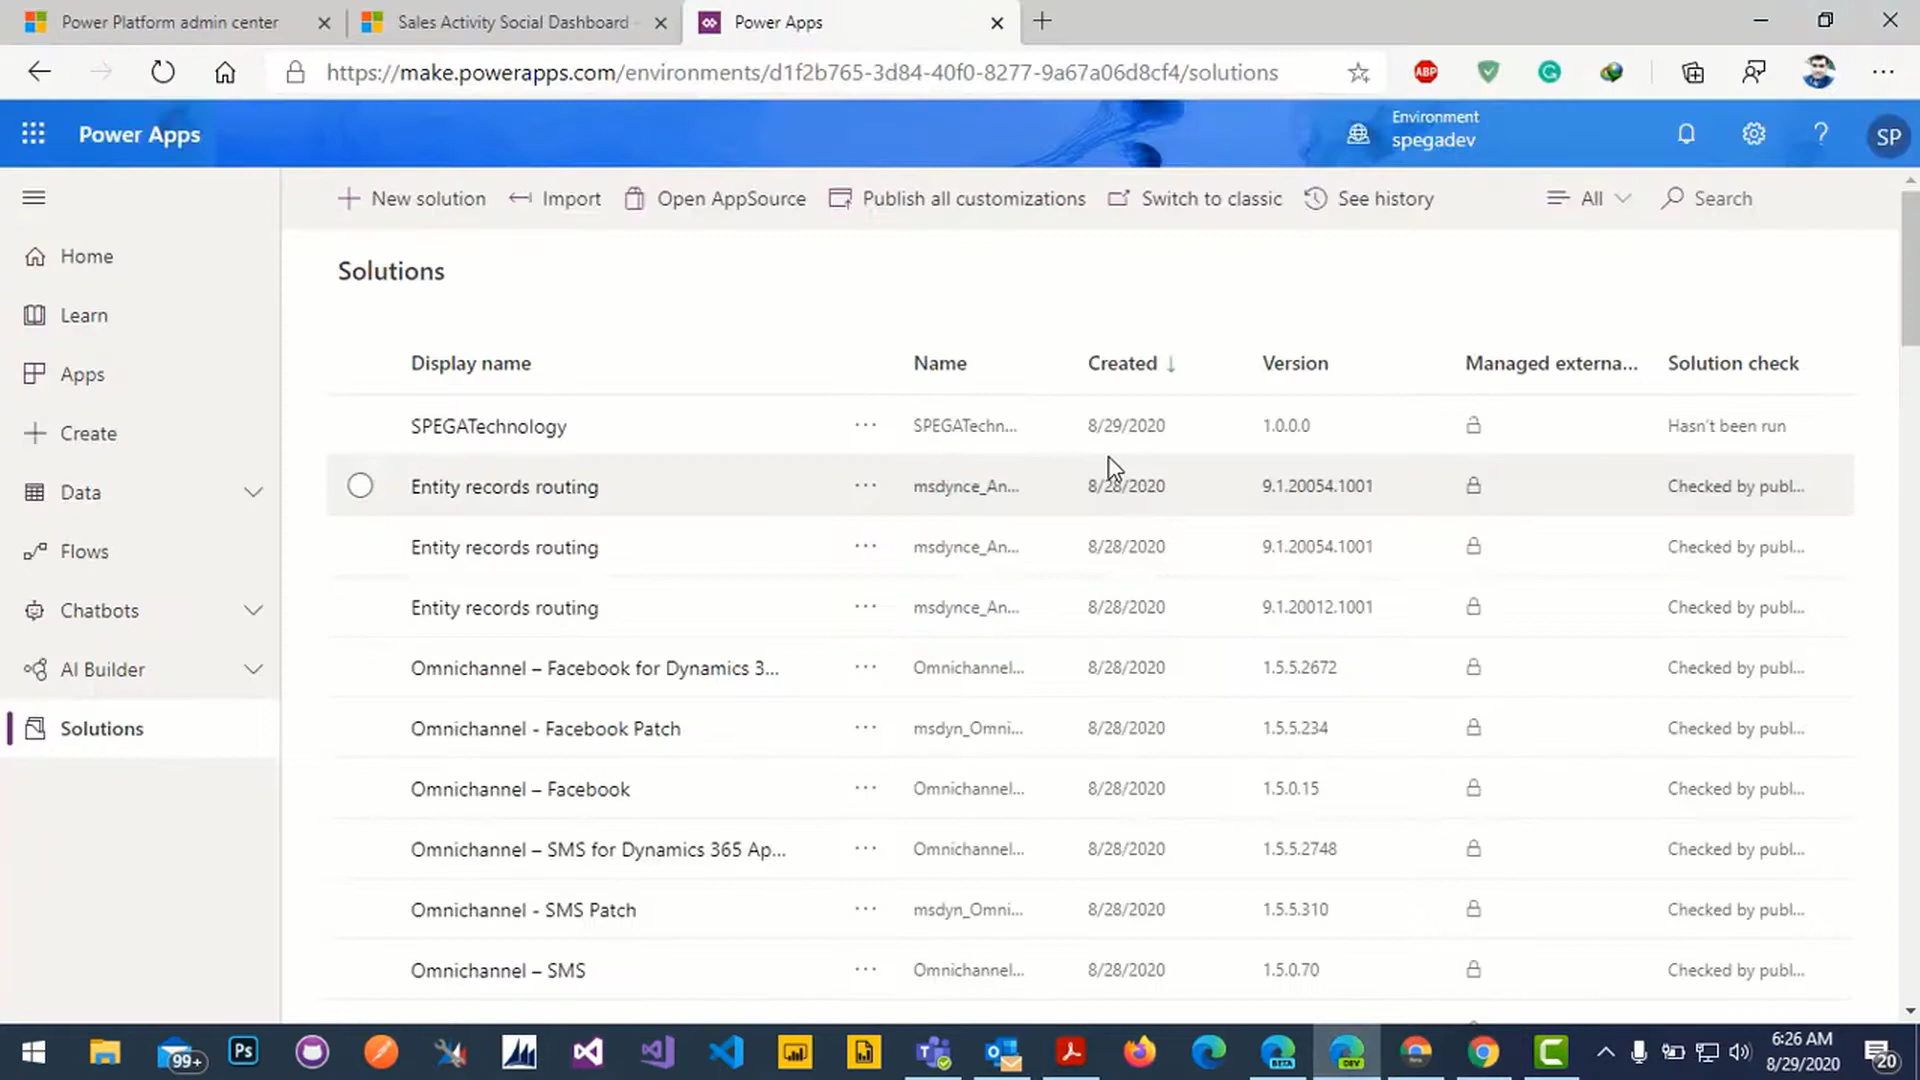 Power Platform admin center
Sales Activity Social Dashboard
Power Apps
https://make.powerapps.com/environments/d1f2b765-3d84-40f0-8277-9a67a06d8cf4/solutions
ABP
Power Apps
Environment
spegadev
SP
New solution
Import
Open AppSource
Publish all customizations
Switch to classic
See history
All
Search
Home
Learn
Apps
Create
Data
Flows
Chatbots
AI Builder
Solutions
Solutions
Display name Name Created ↓ Version Managed externa... Solution check
SPEGATechnology ... SPEGATechn... 8/29/2020 1.0.0.0 Hasn't been run
Entity records routing ... msdynce_An... 8/28/2020 9.1.20054.1001 Checked by publ...
Entity records routing ... msdynce_An... 8/28/2020 9.1.20054.1001 Checked by publ...
Entity records routing ... msdynce_An... 8/28/2020 9.1.20012.1001 Checked by publ...
Omnichannel – Facebook for Dynamics 3... ... Omnichannel... 8/28/2020 1.5.5.2672 Checked by publ...
Omnichannel - Facebook Patch ... msdyn_Omni... 8/28/2020 1.5.5.234 Checked by publ...
Omnichannel – Facebook ... Omnichannel... 8/28/2020 1.5.0.15 Checked by publ...
Omnichannel – SMS for Dynamics 365 Ap... ... Omnichannel... 8/28/2020 1.5.5.2748 Checked by publ...
Omnichannel - SMS Patch ... msdyn_Omni... 8/28/2020 1.5.5.310 Checked by publ...
Omnichannel – SMS ... Omnichannel... 8/28/2020 1.5.0.70 Checked by publ...
99+
Ps
BETA
DEV
6:26 AM
8/29/2020
20